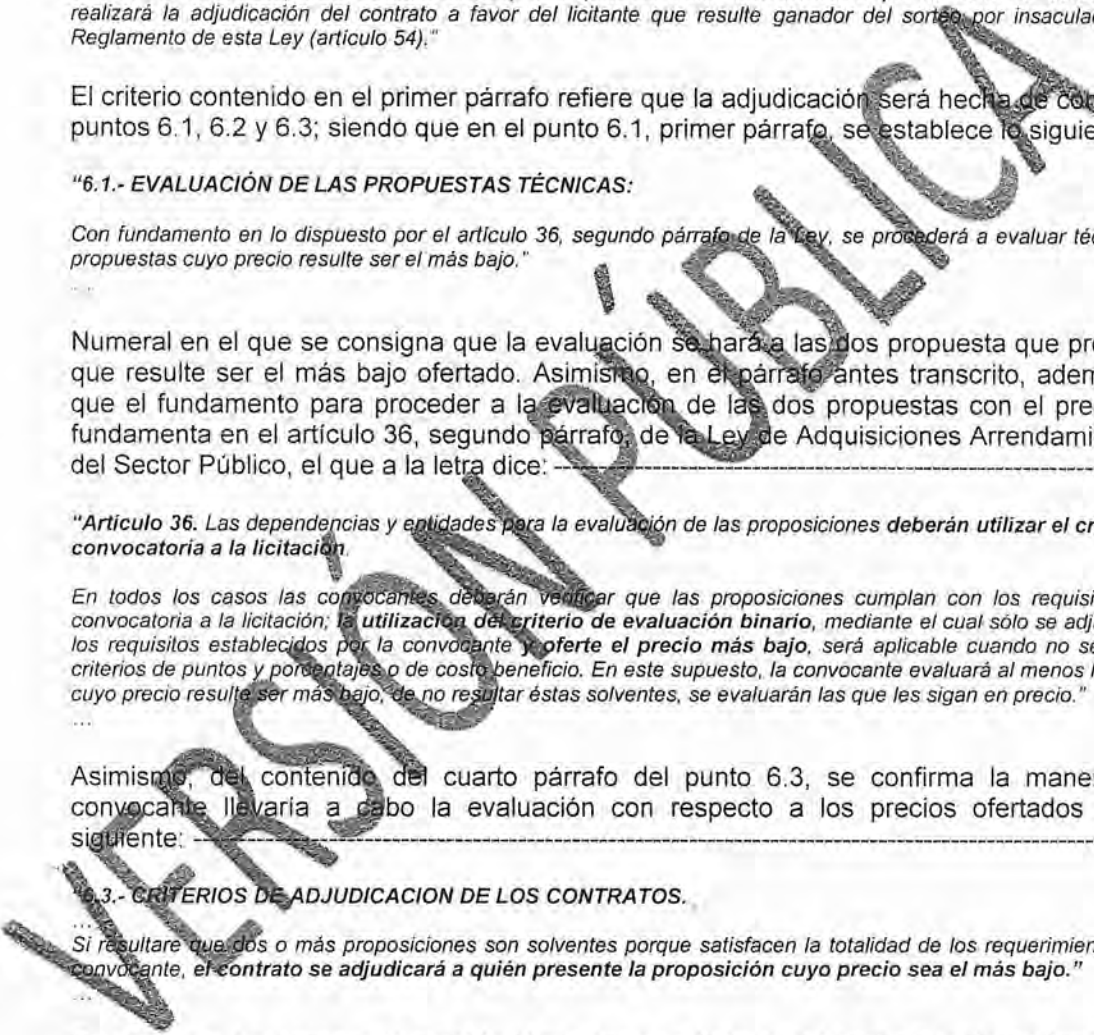 realizará la adjudicación del contrato a favor del licitante que resulte ganador del sorteo por insacula
Reglamento de esta Ley (artículo 54)."
El criterio contenido en el primer párrafo refiere que la adjudicación será hecha de con
puntos 6.1, 6.2 y 6.3; siendo que en el punto 6.1, primer párrafo, se establece lo siguie
"6.1.- EVALUACIÓN DE LAS PROPUESTAS TÉCNICAS:
Con fundamento en lo dispuesto por el artículo 36, segundo párrafo de la Ley, se procederá a evaluar té
propuestas cuyo precio resulte ser el más bajo."
Numeral en el que se consigna que la evaluación se hará a las dos propuesta que pr
que resulte ser el más bajo ofertado. Asimismo, en el párrafo antes transcrito, ade
que el fundamento para proceder a la evaluación de las dos propuestas con el pre
fundamenta en el artículo 36, segundo párrafo, de la Ley de Adquisiciones Arrendami
del Sector Público, el que a la letra dice: ---
"Artículo 36. Las dependencias y entidades para la evaluación de las proposiciones deberán utilizar el cr
convocatoria a la licitación.
En todos los casos las convocantes deberán verificar que las proposiciones cumplan con los requisi
convocatoria a la licitación; la utilización del criterio de evaluación binario, mediante el cual sólo se adj
los requisitos establecidos por la convocante y oferte el precio más bajo, será aplicable cuando no se
criterios de puntos y porcentajes o de costo beneficio. En este supuesto, la convocante evaluará al menos l
cuyo precio resulte ser más bajo, de no resultar éstas solventes, se evaluarán las que les sigan en precio."
...
Asimismo, del contenido del cuarto párrafo del punto 6.3, se confirma la mane
convocante llevaría a cabo la evaluación con respecto a los precios ofertados
siguiente: ---
"6.3.- CRITERIOS DE ADJUDICACION DE LOS CONTRATOS.
...
Si resultare que dos o más proposiciones son solventes porque satisfacen la totalidad de los requerimie
convocante, el contrato se adjudicará a quién presente la proposición cuyo precio sea el más bajo."
...
VERSIÓN PÚBLICA